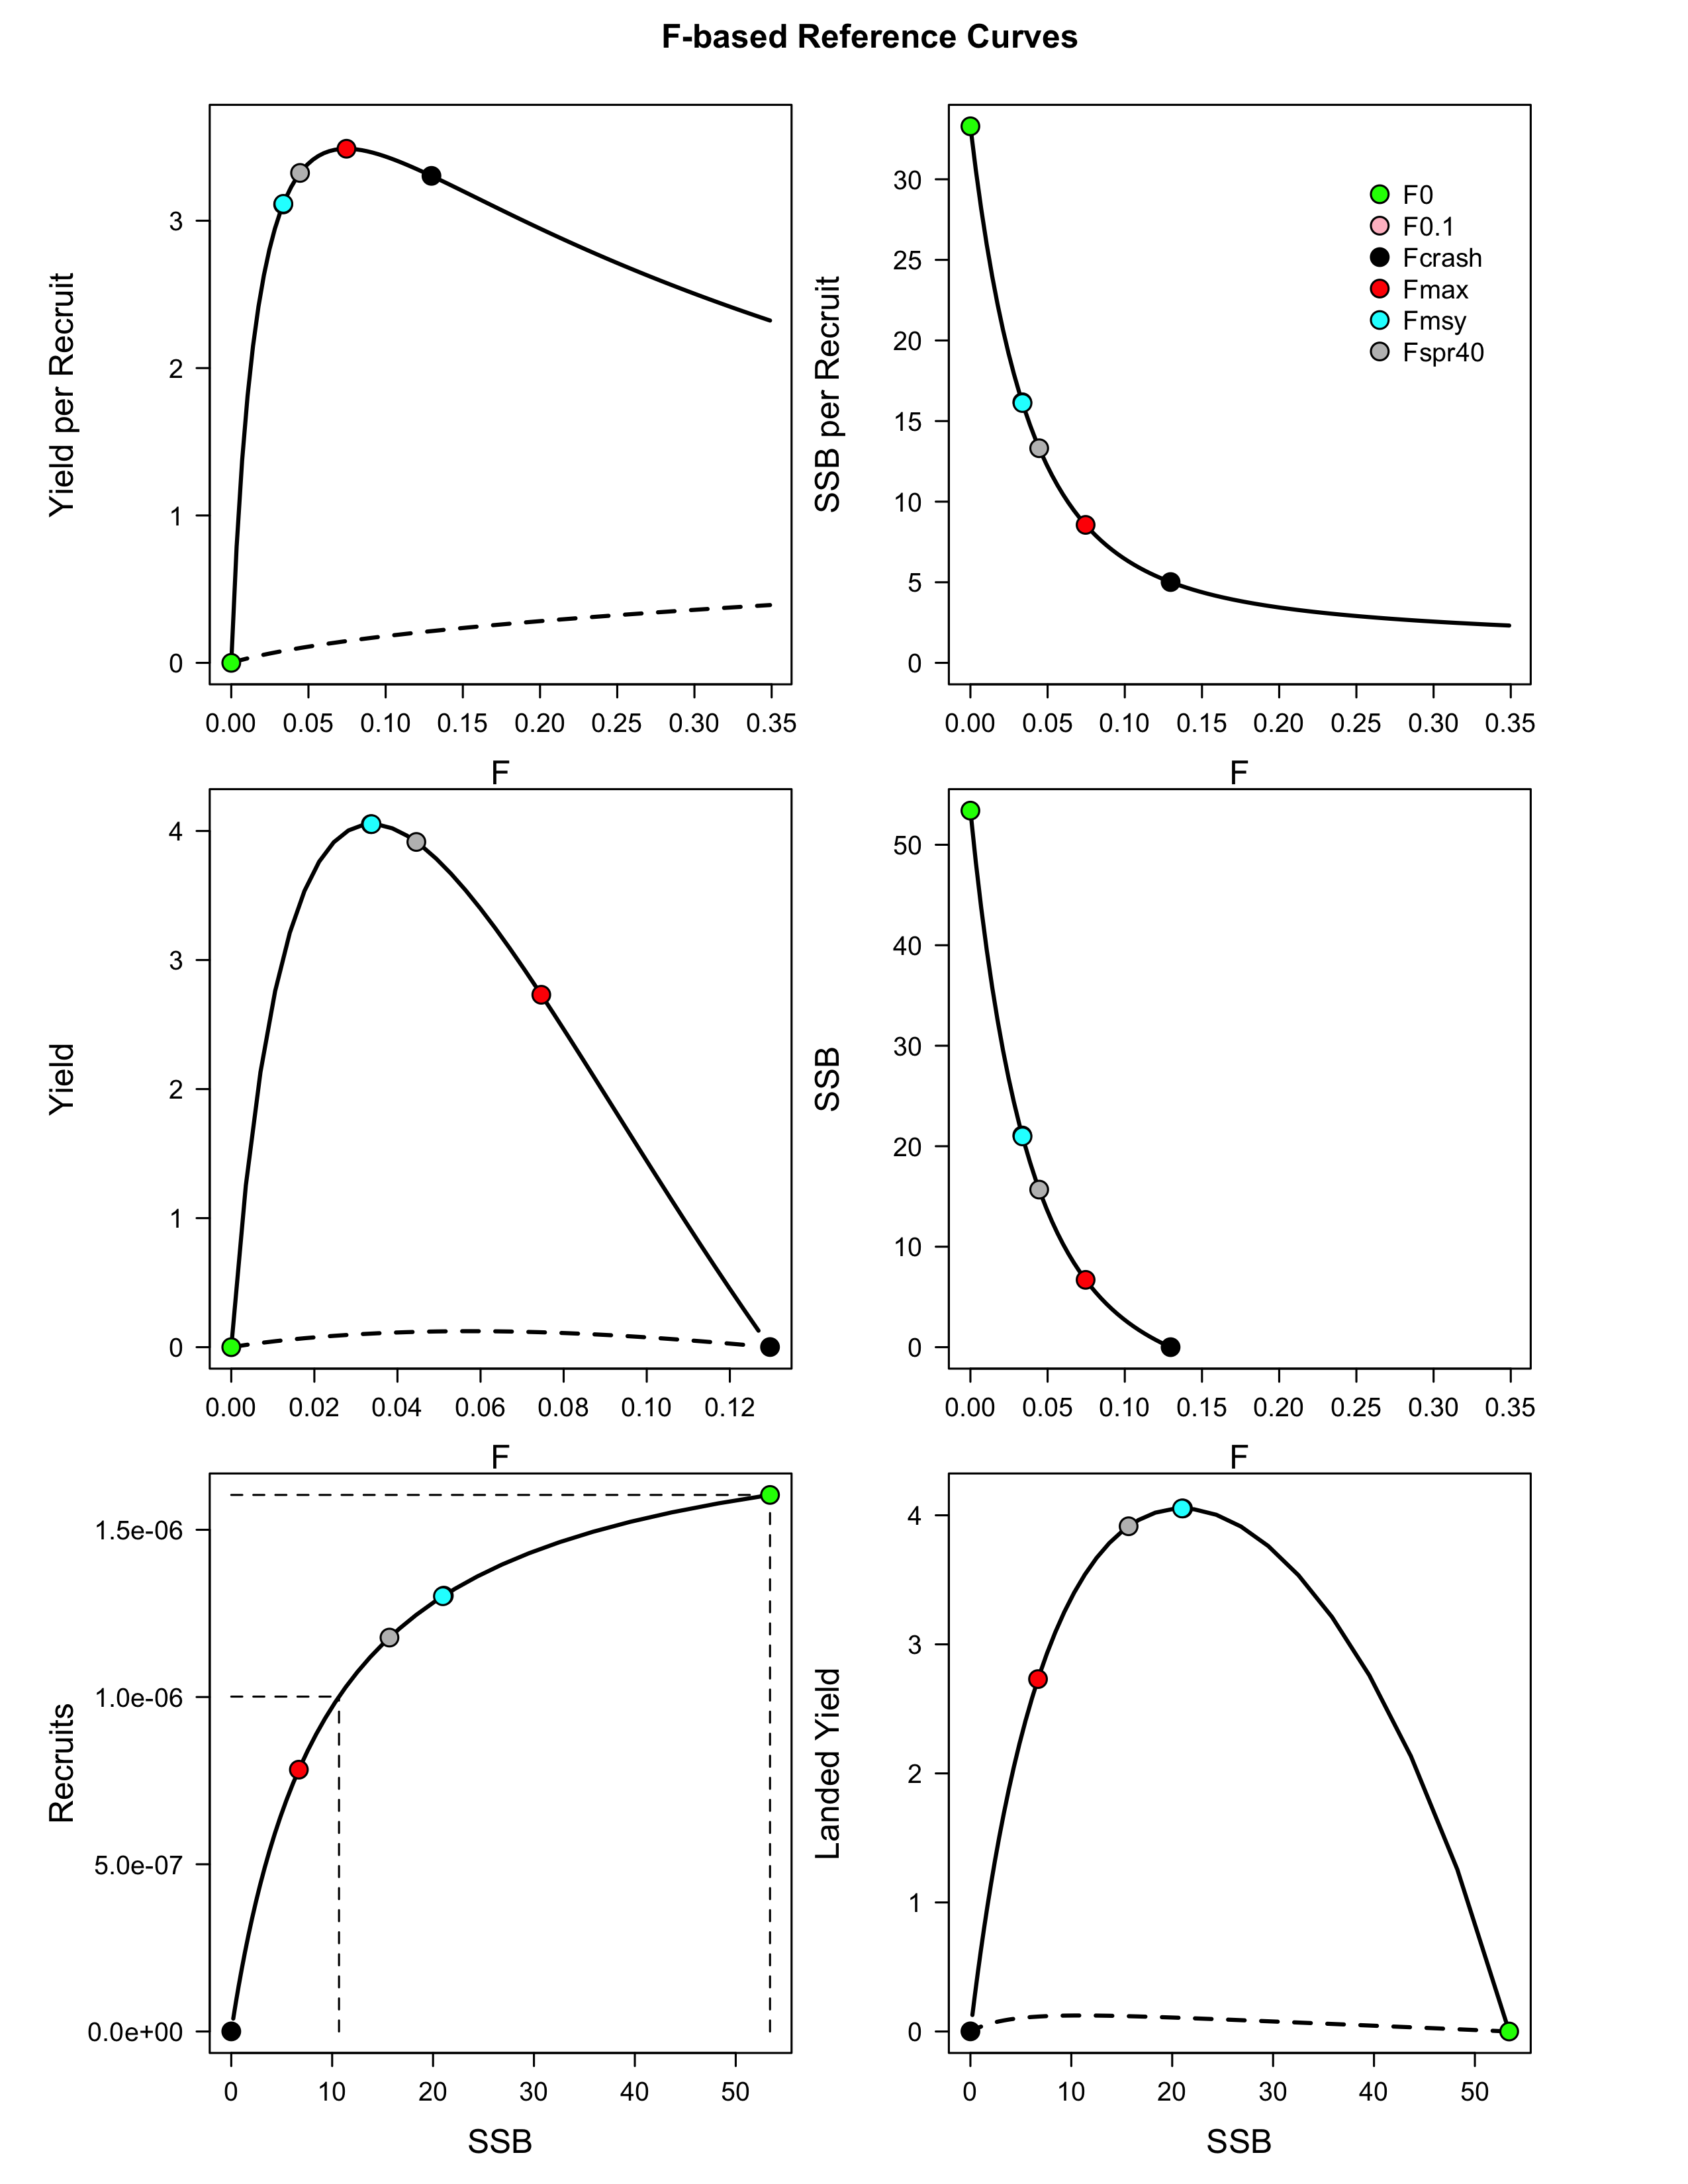 F-based Reference Curves
Yield per Recruit
3
2
1
0
0.00 0.05 0.10 0.15 0.20 0.25 0.30 0.35
F
SSB per Recruit
30
25
20
15
10
5
0
F0
F0.1
Fcrash
Fmax
Fmsy
Fspr40
0.00 0.05 0.10 0.15 0.20 0.25 0.30 0.35
F
Yield
4
3
2
1
0
0.00 0.02 0.04 0.06 0.08 0.10 0.12
F
SSB
50
40
30
20
10
0
0.00 0.05 0.10 0.15 0.20 0.25 0.30 0.35
F
Recruits
1.5e-06
1.0e-06
5.0e-07
0.0e+00
0 10 20 30 40 50
SSB
Landed Yield
4
3
2
1
0
0 10 20 30 40 50
SSB